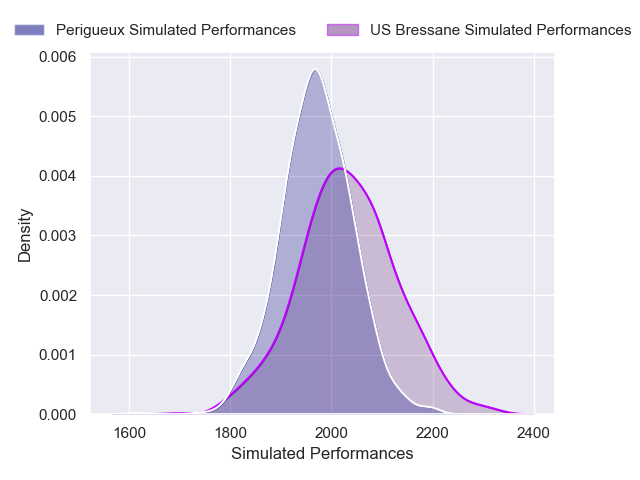 Perigueux Simulated Performances US Bressane Simulated Performances
0.006
0.005
0.004
0.003
0.002
0.001
0.000
Density
1600 1800 2000 2200 2400
Simulated Performances